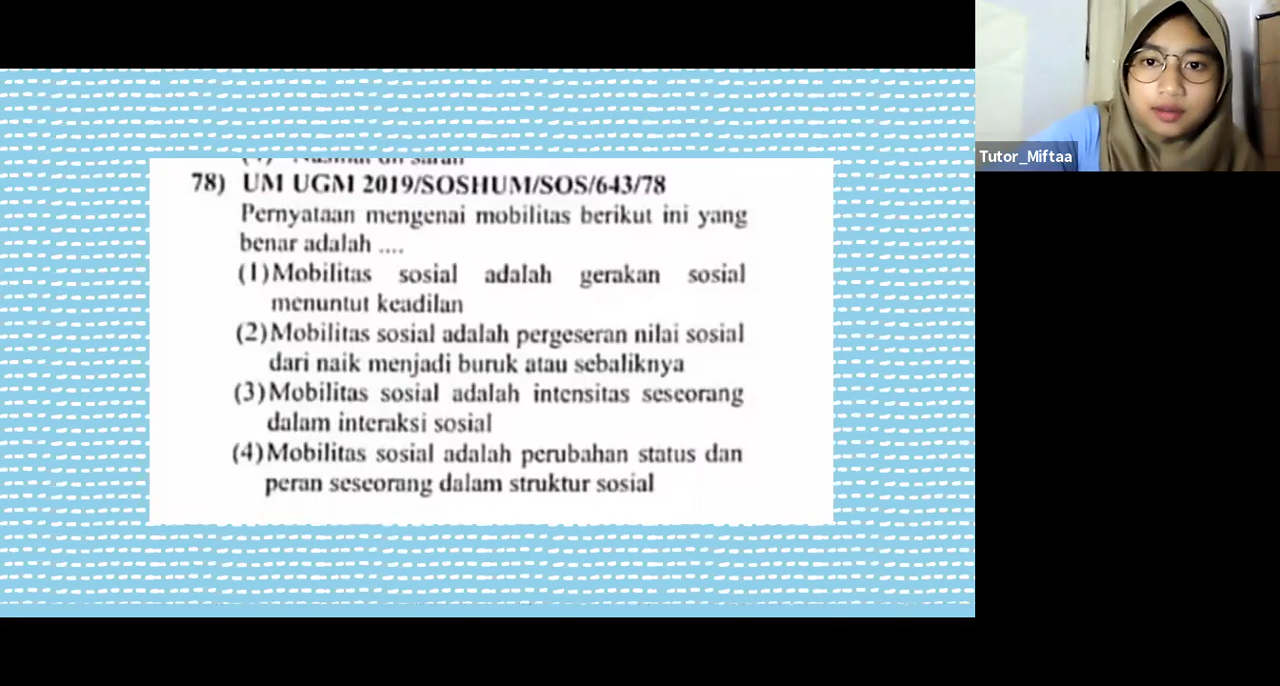 78) UM UGM 2019/SOSHUM/SOS/643/78
Pernyataan mengenai mobilitas berikut ini yang
benar adalah ....
(1)Mobilitas sosial adalah gerakan sosial
menuntut keadilan
(2)Mobilitas sosial adalah pergeseran nilai sosial
dari naik menjadi buruk atau sebaliknya
(3)Mobilitas sosial adalah intensitas seseorang
dalam interaksi sosial
(4)Mobilitas sosial adalah perubahan status dan
peran seseorang dalam struktur sosial
Tutor_Miftaa